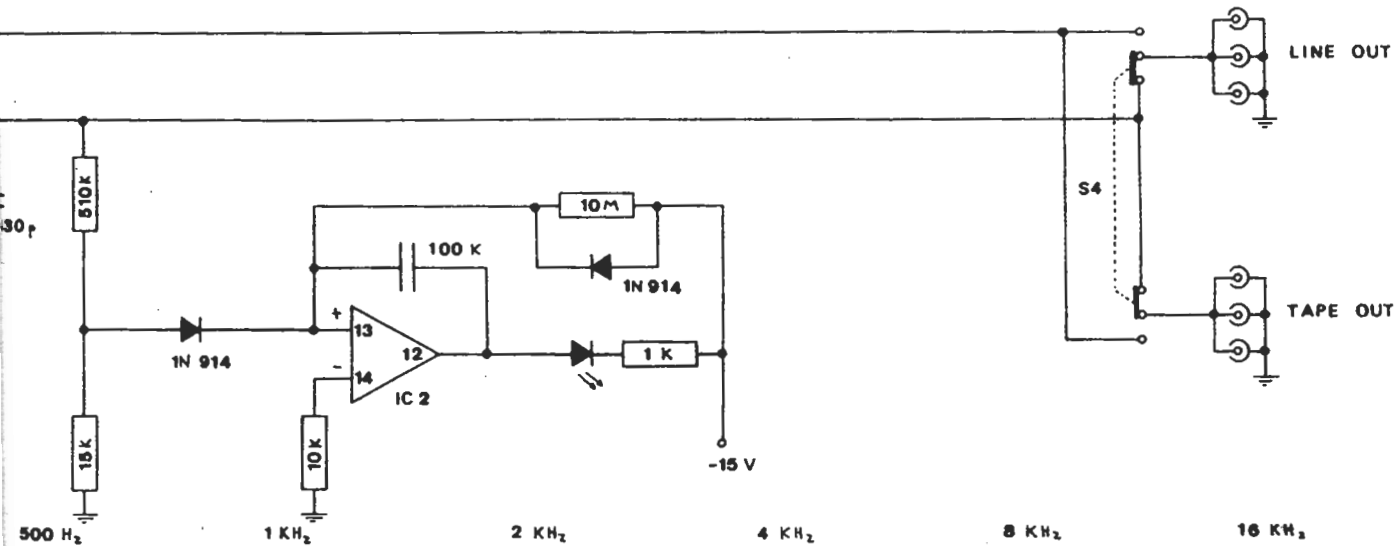 LINE OUT
510K
S4
30p
10M
100 K
1N 914
TAPE OUT
+
13
1N 914
12
1 K
-
14
IC 2
15K
10K
-15 V
500 Hz
1 KHz
2 KHz
4 KHz
8 KHz
16 KHz